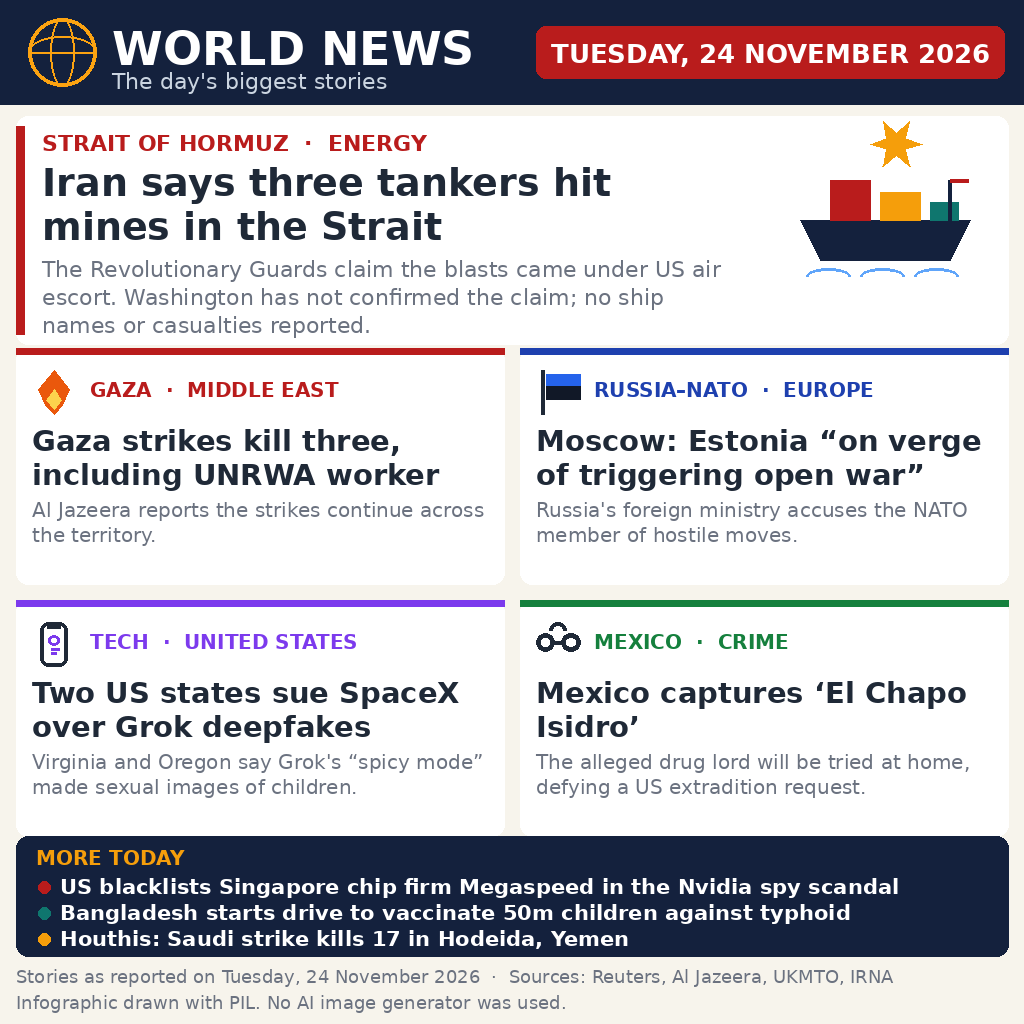 WORLD NEWS
The day's biggest stories
TUESDAY, 24 NOVEMBER 2026
STRAIT OF HORMUZ · ENERGY
Iran says three tankers hit
mines in the Strait
The Revolutionary Guards claim the blasts came under US air
escort. Washington has not confirmed the claim; no ship
names or casualties reported.
GAZA · MIDDLE EAST
Gaza strikes kill three,
including UNRWA worker
Al Jazeera reports the strikes continue across
the territory.
RUSSIA–NATO · EUROPE
Moscow: Estonia “on verge
of triggering open war”
Russia's foreign ministry accuses the NATO
member of hostile moves.
TECH · UNITED STATES
Two US states sue SpaceX
over Grok deepfakes
Virginia and Oregon say Grok's “spicy mode”
made sexual images of children.
MEXICO · CRIME
Mexico captures ‘El Chapo
Isidro’
The alleged drug lord will be tried at home,
defying a US extradition request.
MORE TODAY
US blacklists Singapore chip firm Megaspeed in the Nvidia spy scandal
Bangladesh starts drive to vaccinate 50m children against typhoid
Houthis: Saudi strike kills 17 in Hodeida, Yemen
Stories as reported on Tuesday, 24 November 2026 · Sources: Reuters, Al Jazeera, UKMTO, IRNA
Infographic drawn with PIL. No AI image generator was used.